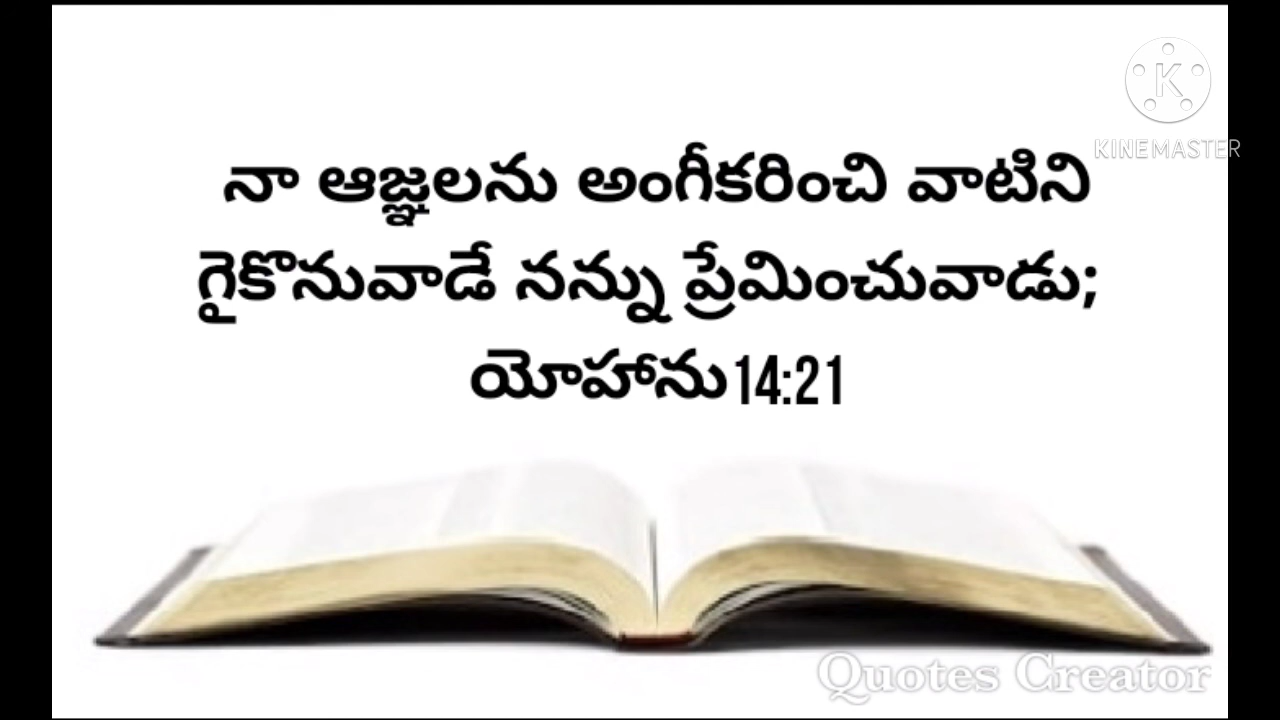 KINEMASTER
నా ఆజ్ఞలను అంగీకరించి వాటిని
గైకొనువాడే నన్ను ప్రేమించువాడు;
యోహాను14:21
Quotes Creator